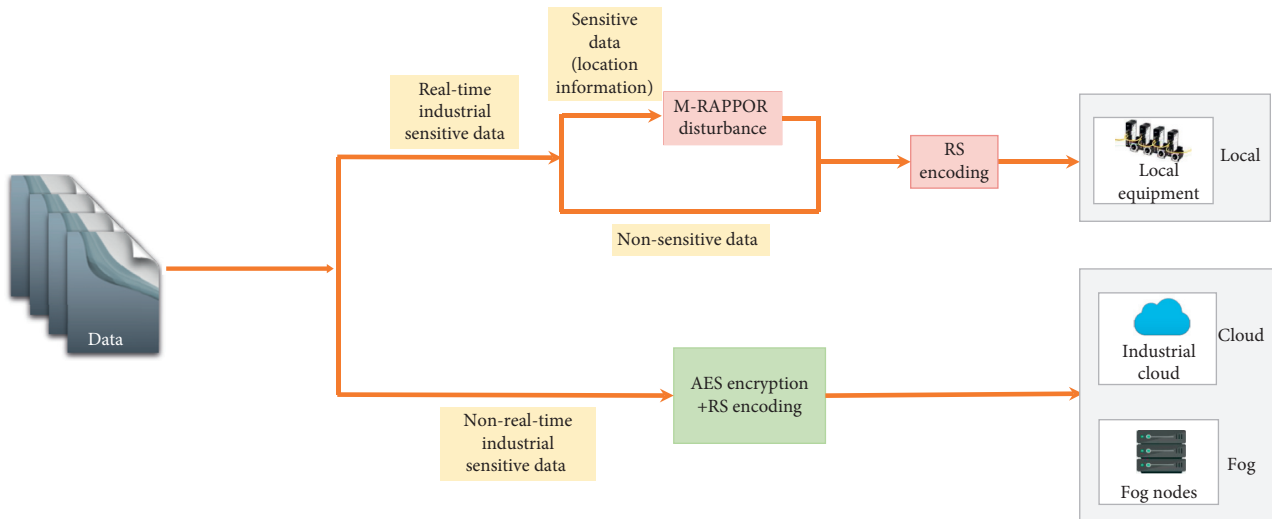 Sensitive
data
(location
information)
Real-time
industrial
sensitive data
M-RAPPOR
disturbance
RS
encoding
Local
equipment
Local
Non-sensitive data
Data
Non-real-time
industrial
sensitive data
AES encryption
+RS encoding
Industrial
cloud
Cloud
Fog nodes
Fog